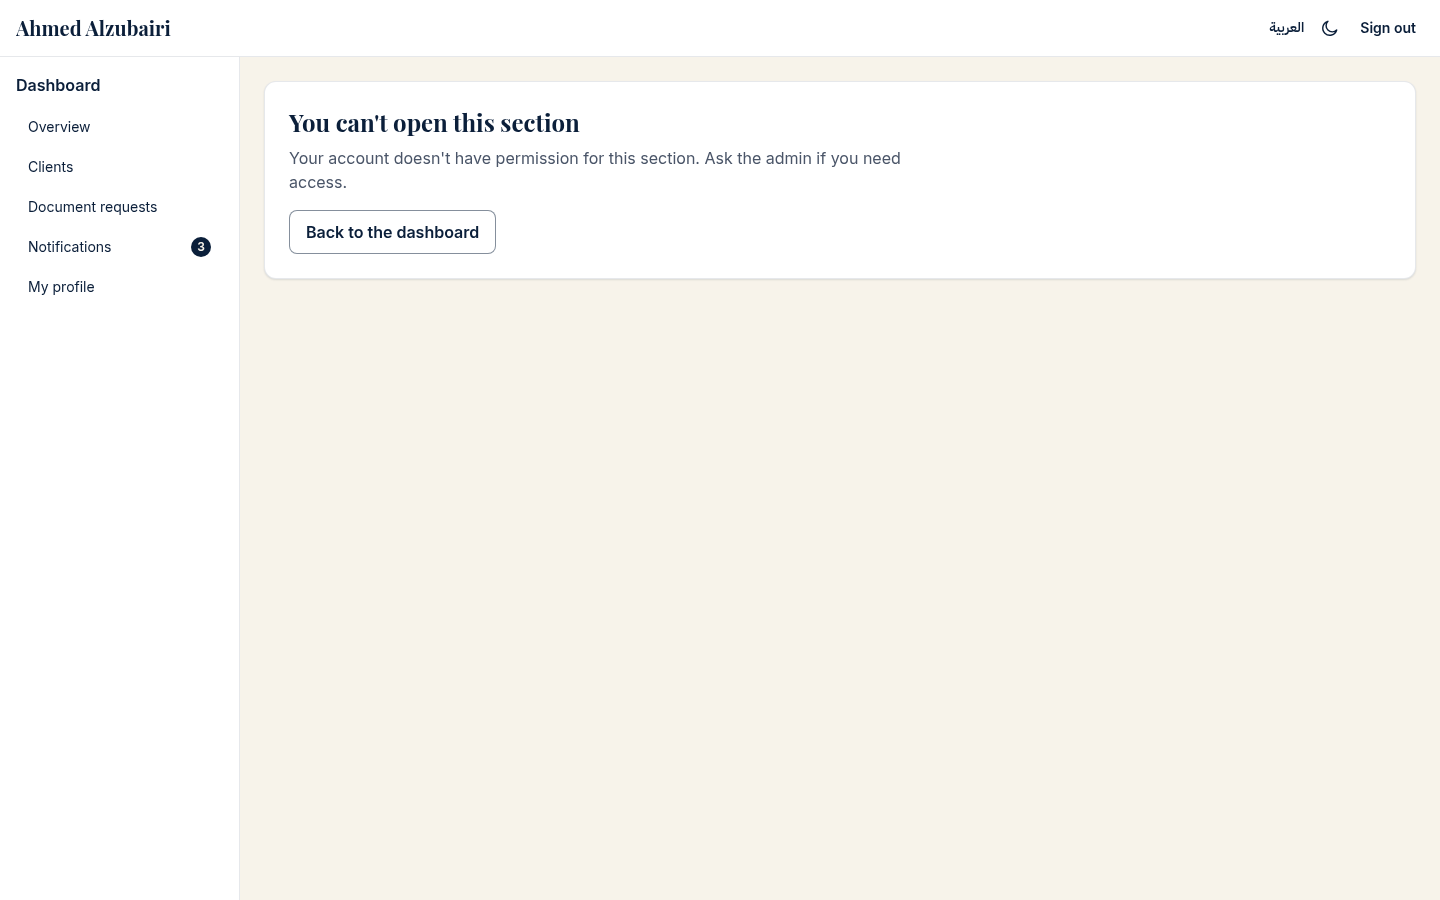 Ahmed Alzubairi
العربية
Sign out
Dashboard
Overview
Clients
Document requests
Notifications 3
My profile
You can't open this section
Your account doesn't have permission for this section. Ask the admin if you need
access.
Back to the dashboard